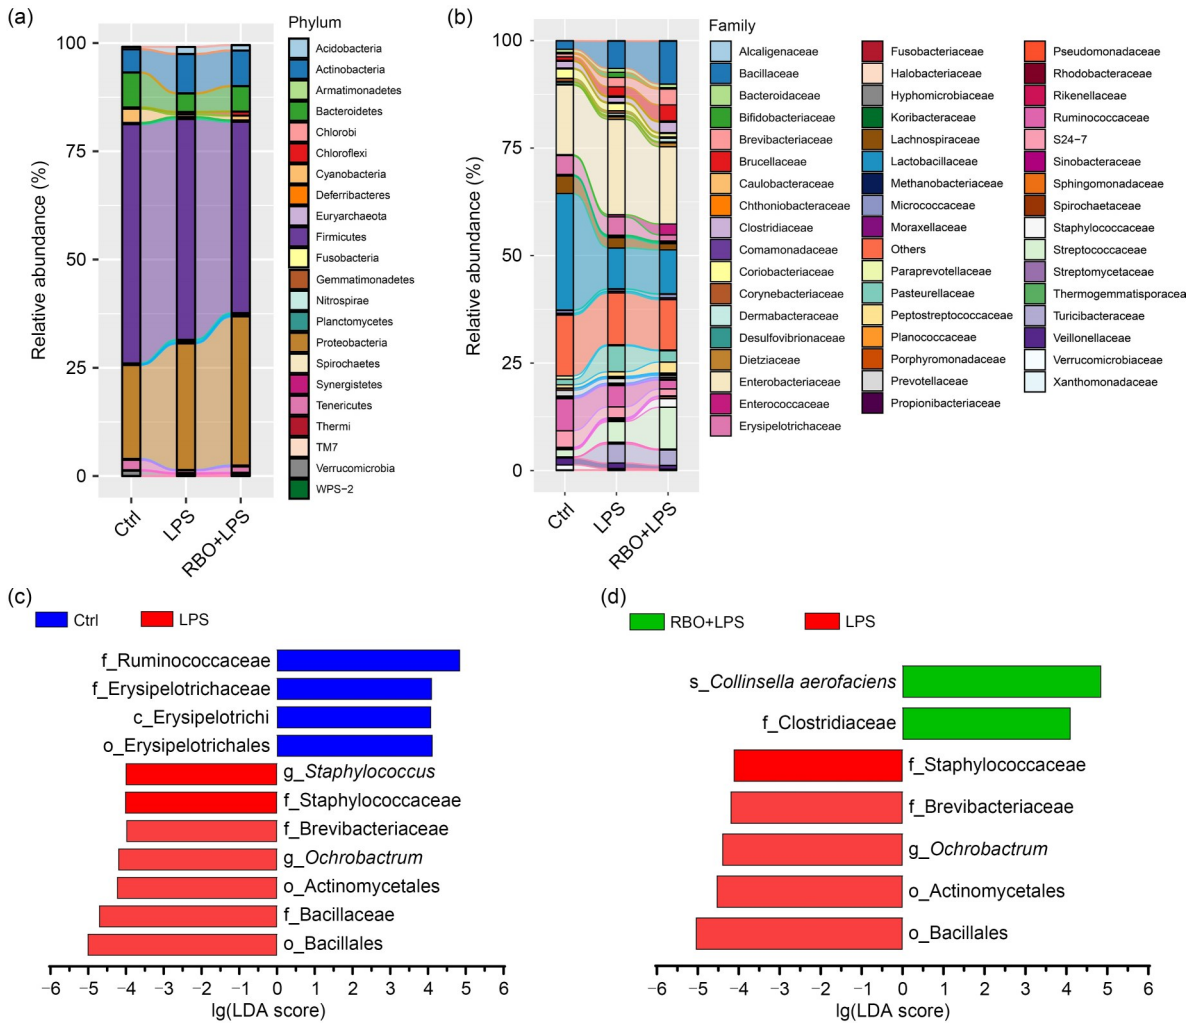 (a)
Relative abundance (%)
100
75
50
25
0
Ctrl
LPS
RBO+LPS
Phylum
Acidobacteria
Actinobacteria
Armatimonadetes
Bacteroidetes
Chlorobi
Chloroflexi
Cyanobacteria
Deferribacteres
Euryarchaeota
Firmicutes
Fusobacteria
Gemmatimonadetes
Nitrospirae
Planctomycetes
Proteobacteria
Spirochaetes
Synergistetes
Tenericutes
Thermi
TM7
Verrucomicrobia
WPS−2
(b)
Relative abundance (%)
100
75
50
25
0
Ctrl
LPS
RBO+LPS
Family
Alcaligenaceae
Bacillaceae
Bacteroidaceae
Bifidobacteriaceae
Brevibacteriaceae
Brucellaceae
Caulobacteraceae
Chthoniobacteraceae
Clostridiaceae
Comamonadaceae
Coriobacteriaceae
Corynebacteriaceae
Dermabacteraceae
Desulfovibrionaceae
Dietziaceae
Enterobacteriaceae
Enterococcaceae
Erysipelotrichaceae
Fusobacteriaceae
Halobacteriaceae
Hyphomicrobiaceae
Koribacteraceae
Lachnospiraceae
Lactobacillaceae
Methanobacteriaceae
Micrococcaceae
Moraxellaceae
Others
Paraprevotellaceae
Pasteurellaceae
Peptostreptococcaceae
Planococcaceae
Porphyromonadaceae
Prevotellaceae
Propionibacteriaceae
Pseudomonadaceae
Rhodobacteraceae
Rikenellaceae
Ruminococcaceae
S24−7
Sinobacteraceae
Sphingomonadaceae
Spirochaetaceae
Staphylococcaceae
Streptococcaceae
Streptomycetaceae
Thermogemmatisporacea
Turicibacteraceae
Veillonellaceae
Verrucomicrobiaceae
Xanthomonadaceae
(c)
Ctrl
LPS
f_Ruminococcaceae
f_Erysipelotrichaceae
c_Erysipelotrichi
o_Erysipelotrichales
g_Staphylococcus
f_Staphylococcaceae
f_Brevibacteriaceae
g_Ochrobactrum
o_Actinomycetales
f_Bacillaceae
o_Bacillales
−6 −5 −4 −3 −2 −1 0 1 2 3 4 5 6
lg(LDA score)
(d)
RBO+LPS
LPS
s_Collinsella aerofaciens
f_Clostridiaceae
f_Staphylococcaceae
f_Brevibacteriaceae
g_Ochrobactrum
o_Actinomycetales
o_Bacillales
−6 −5 −4 −3 −2 −1 0 1 2 3 4 5 6
lg(LDA score)